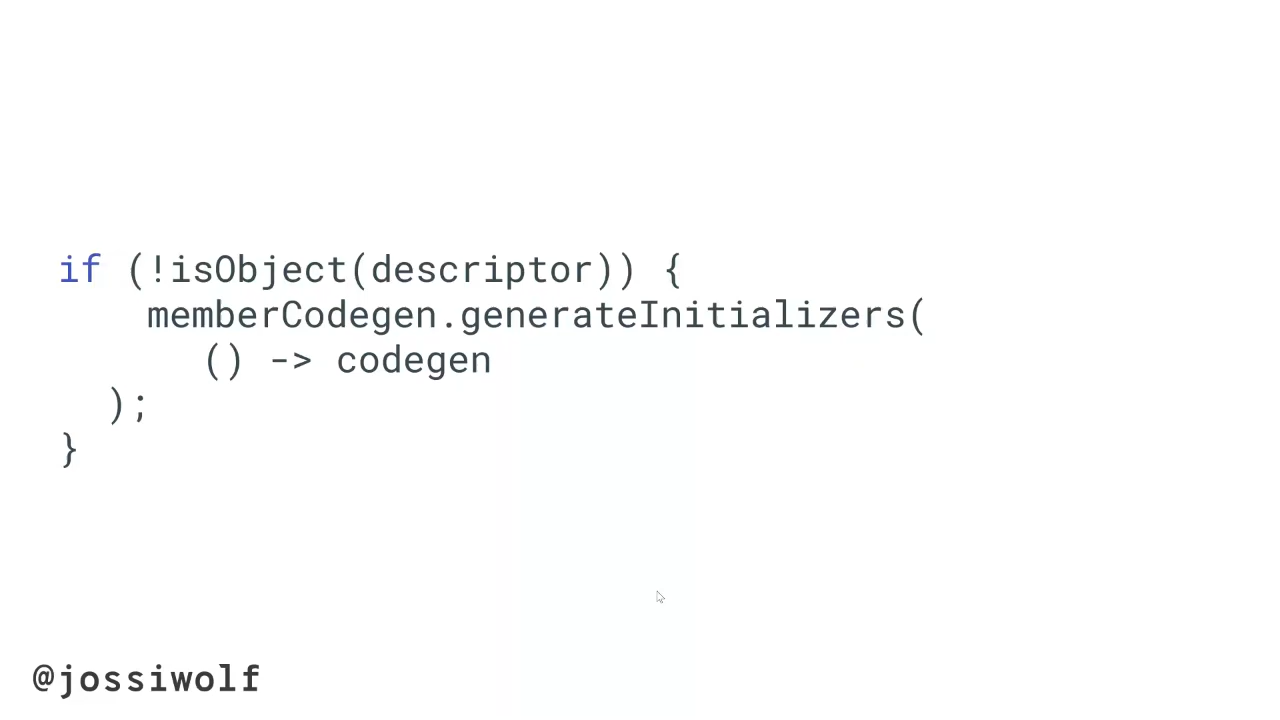 if (!isObject(descriptor)) {
memberCodegen.generateInitializers(
() -> codegen
);
}
@jossiwolf